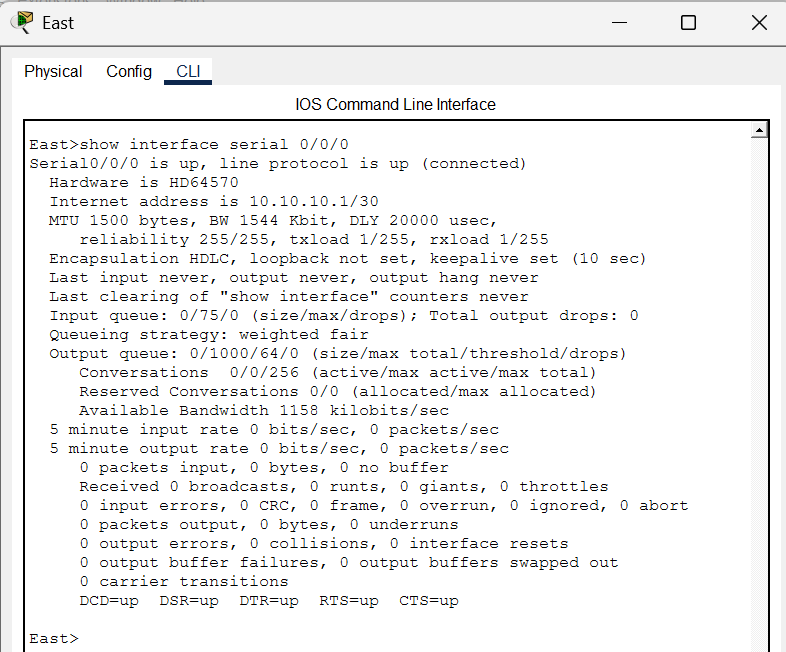 East
Physical Config CLI
IOS Command Line Interface
East>show interface serial 0/0/0
Serial0/0/0 is up, line protocol is up (connected)
  Hardware is HD64570
  Internet address is 10.10.10.1/30
  MTU 1500 bytes, BW 1544 Kbit, DLY 20000 usec,
     reliability 255/255, txload 1/255, rxload 1/255
  Encapsulation HDLC, loopback not set, keepalive set (10 sec)
  Last input never, output never, output hang never
  Last clearing of "show interface" counters never
  Input queue: 0/75/0 (size/max/drops); Total output drops: 0
  Queueing strategy: weighted fair
  Output queue: 0/1000/64/0 (size/max total/threshold/drops)
     Conversations  0/0/256 (active/max active/max total)
     Reserved Conversations 0/0 (allocated/max allocated)
     Available Bandwidth 1158 kilobits/sec
  5 minute input rate 0 bits/sec, 0 packets/sec
  5 minute output rate 0 bits/sec, 0 packets/sec
     0 packets input, 0 bytes, 0 no buffer
     Received 0 broadcasts, 0 runts, 0 giants, 0 throttles
     0 input errors, 0 CRC, 0 frame, 0 overrun, 0 ignored, 0 abort
     0 packets output, 0 bytes, 0 underruns
     0 output errors, 0 collisions, 0 interface resets
     0 output buffer failures, 0 output buffers swapped out
     0 carrier transitions
     DCD=up  DSR=up  DTR=up  RTS=up  CTS=up
East>